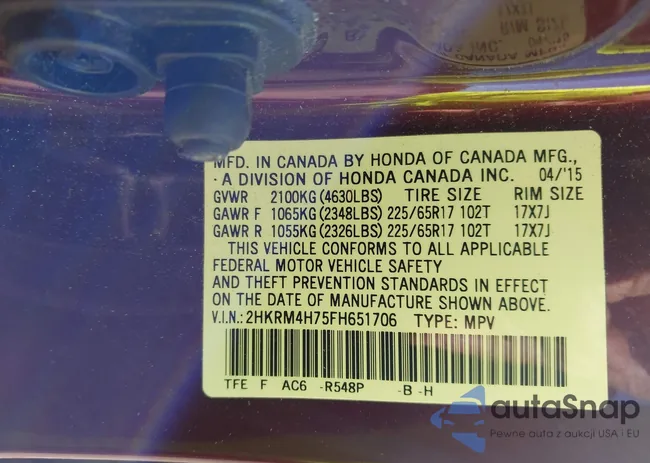 MFD. IN CANADA BY HONDA OF CANADA MFG.,
A DIVISION OF HONDA CANADA INC. 04/'15
GVWR 2100KG (4630LBS) TIRE SIZE RIM SIZE
GAWR F 1065KG (2348LBS) 225/65R17 102T 17X7J
GAWR R 1055KG (2326LBS) 225/65R17 102T 17X7J
THIS VEHICLE CONFORMS TO ALL APPLICABLE
FEDERAL MOTOR VEHICLE SAFETY
AND THEFT PREVENTION STANDARDS IN EFFECT
ON THE DATE OF MANUFACTURE SHOWN ABOVE.
V.I.N.: 2HKRM4H75FH651706 TYPE: MPV
TFE F AC6 -R548P -B -H
autaSnap
Pewne auta z aukcji USA i EU